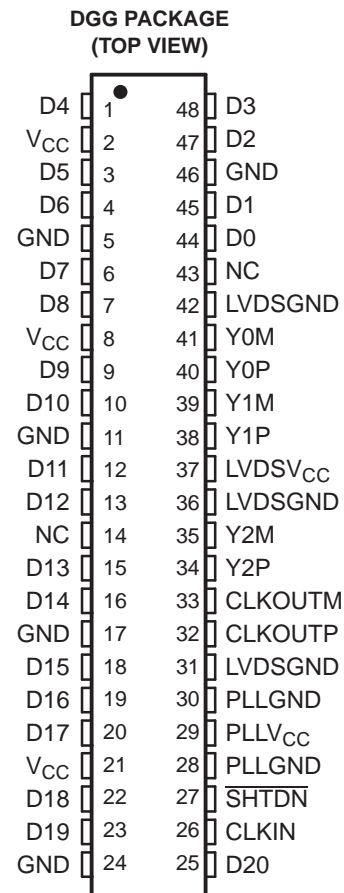 DGG PACKAGE
(TOP VIEW)
D4 1 48 D3
VCC 2 47 D2
D5 3 46 GND
D6 4 45 D1
GND 5 44 D0
D7 6 43 NC
D8 7 42 LVDSGND
VCC 8 41 Y0M
D9 9 40 Y0P
D10 10 39 Y1M
GND 11 38 Y1P
D11 12 37 LVDSVCC
D12 13 36 LVDSGND
NC 14 35 Y2M
D13 15 34 Y2P
D14 16 33 CLKOUTM
GND 17 32 CLKOUTP
D15 18 31 LVDSGND
D16 19 30 PLLGND
D17 20 29 PLLVCC
VCC 21 28 PLLGND
D18 22 27 SHTDN
D19 23 26 CLKIN
GND 24 25 D20